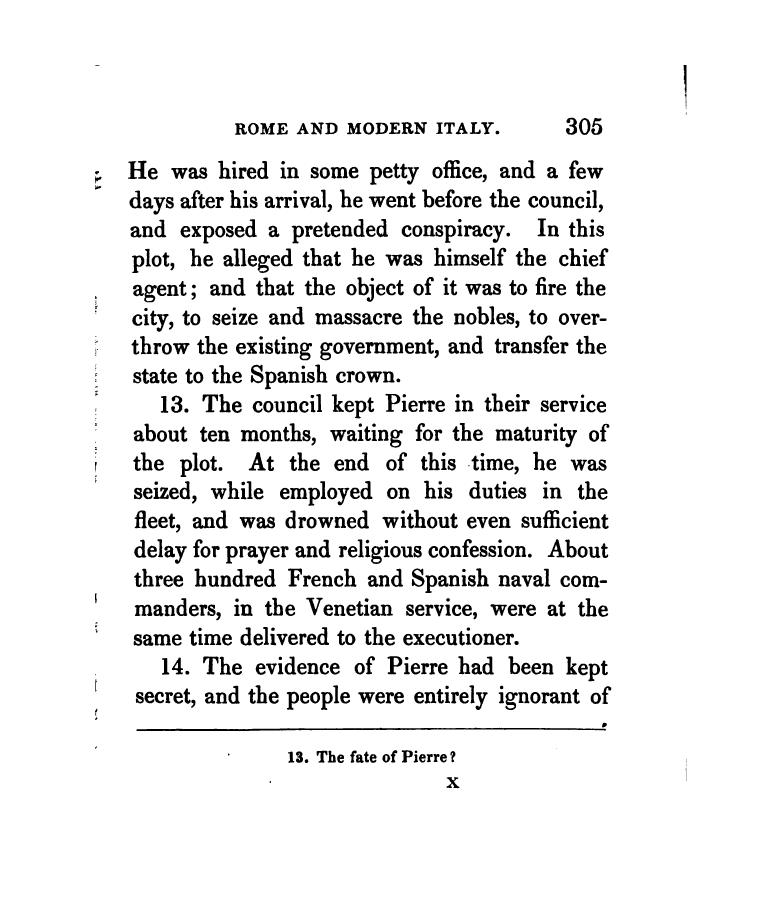 ROME AND MODERN ITALY. 305
He was hired in some petty office, and a few
days after his arrival, he went before the council,
and exposed a pretended conspiracy. In this
plot, he alleged that he was himself the chief
agent; and that the object of it was to fire the
city, to seize and massacre the nobles, to over-
throw the existing government, and transfer the
state to the Spanish crown.
13. The council kept Pierre in their service
about ten months, waiting for the maturity of
the plot. At the end of this time, he was
seized, while employed on his duties in the
fleet, and was drowned without even sufficient
delay for prayer and religious confession. About
three hundred French and Spanish naval com-
manders, in the Venetian service, were at the
same time delivered to the executioner.
14. The evidence of Pierre had been kept
secret, and the people were entirely ignorant of
13. The fate of Pierre?
X